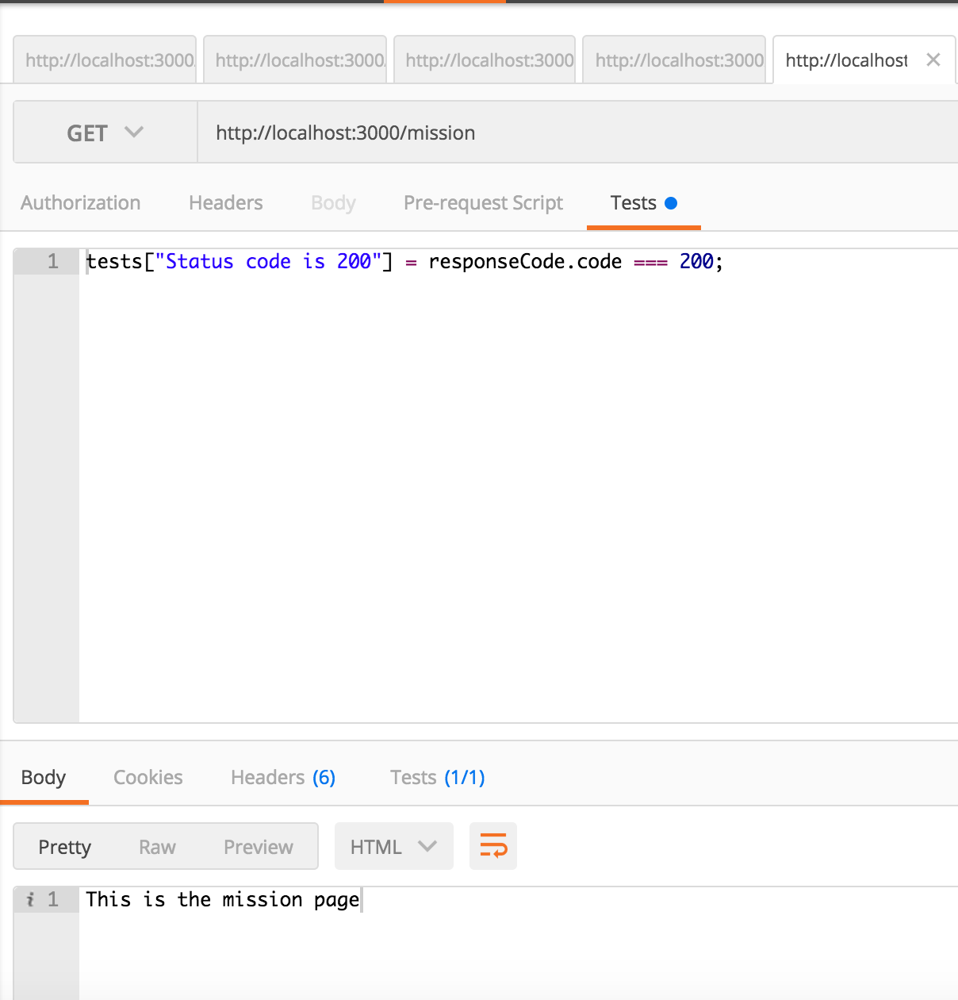 http://localhost:3000 http://localhost:3000 http://localhost:3000 http://localhost:3000 http://localhost
GET http://localhost:3000/mission
Authorization Headers Body Pre-request Script Tests
1 tests["Status code is 200"] = responseCode.code === 200;
Body Cookies Headers (6) Tests (1/1)
Pretty Raw Preview HTML
i 1 This is the mission page